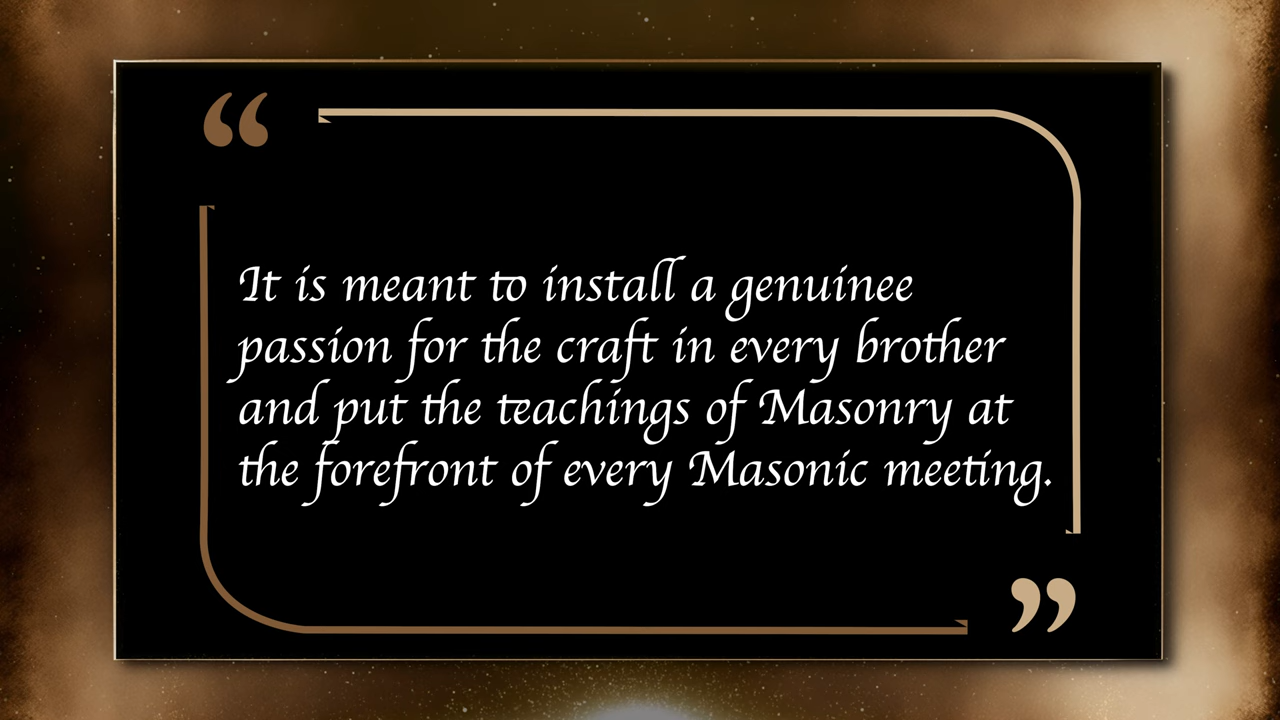 It is meant to install a genuinee
passion for the craft in every brother
and put the teachings of Masonry at
the forefront of every Masonic meeting.